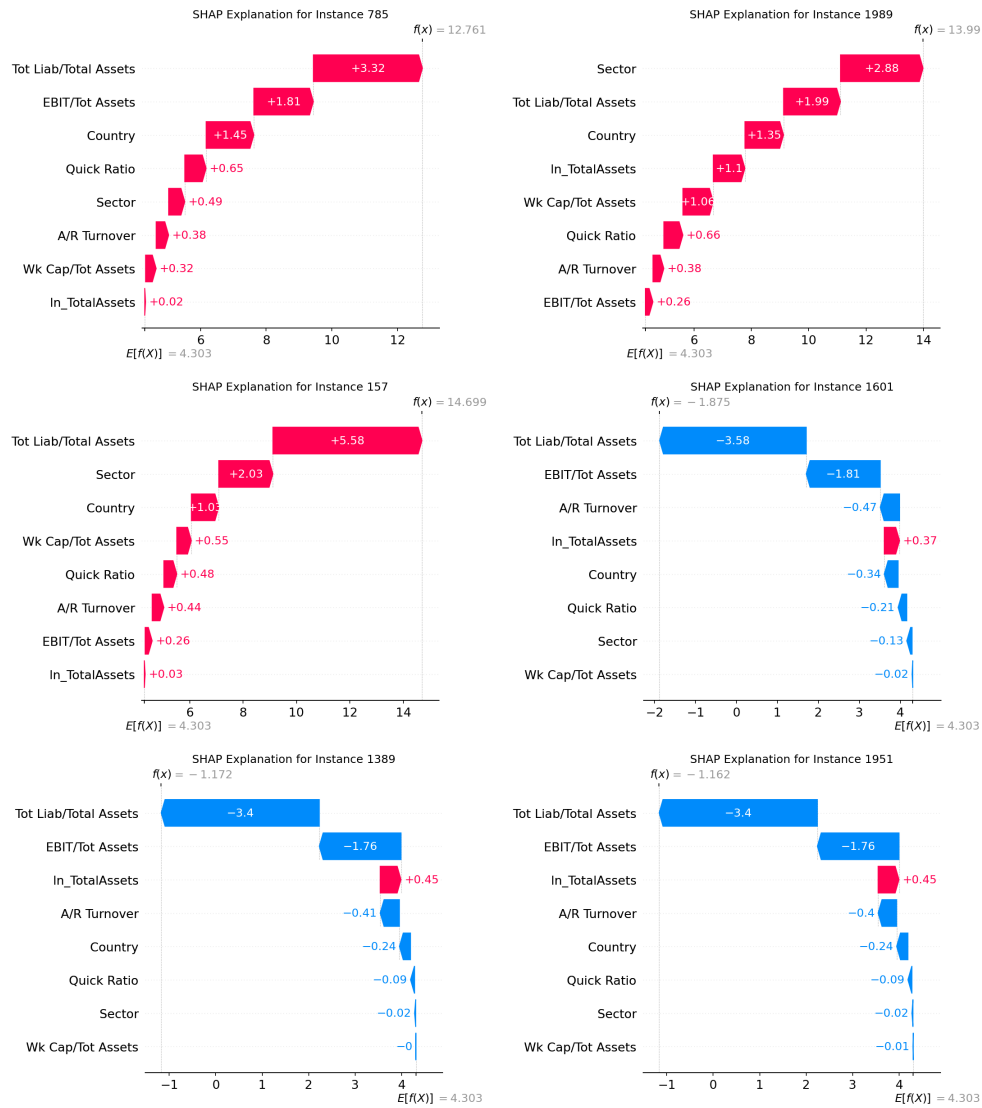 SHAP Explanation for Instance 785
f(x) = 12.761
Tot Liab/Total Assets +3.32
EBIT/Tot Assets +1.81
Country +1.45
Quick Ratio +0.65
Sector +0.49
A/R Turnover +0.38
Wk Cap/Tot Assets +0.32
In_TotalAssets +0.02
6 8 10 12
E[f(X)] = 4.303
SHAP Explanation for Instance 1989
f(x) = 13.99
Sector +2.88
Tot Liab/Total Assets +1.99
Country +1.35
In_TotalAssets +1.1
Wk Cap/Tot Assets +1.06
Quick Ratio +0.66
A/R Turnover +0.38
EBIT/Tot Assets +0.26
6 8 10 12 14
E[f(X)] = 4.303
SHAP Explanation for Instance 157
f(x) = 14.699
Tot Liab/Total Assets +5.58
Sector +2.03
Country +1.03
Wk Cap/Tot Assets +0.55
Quick Ratio +0.48
A/R Turnover +0.44
EBIT/Tot Assets +0.26
In_TotalAssets +0.03
6 8 10 12 14
E[f(X)] = 4.303
SHAP Explanation for Instance 1601
f(x) = −1.875
Tot Liab/Total Assets −3.58
EBIT/Tot Assets −1.81
A/R Turnover −0.47
In_TotalAssets +0.37
Country −0.34
Quick Ratio −0.21
Sector −0.13
Wk Cap/Tot Assets −0.02
−2 −1 0 1 2 3 4
E[f(X)] = 4.303
SHAP Explanation for Instance 1389
f(x) = −1.172
Tot Liab/Total Assets −3.4
EBIT/Tot Assets −1.76
In_TotalAssets +0.45
A/R Turnover −0.41
Country −0.24
Quick Ratio −0.09
Sector −0.02
Wk Cap/Tot Assets −0
−1 0 1 2 3 4
E[f(X)] = 4.303
SHAP Explanation for Instance 1951
f(x) = −1.162
Tot Liab/Total Assets −3.4
EBIT/Tot Assets −1.76
In_TotalAssets +0.45
A/R Turnover −0.4
Country −0.24
Quick Ratio −0.09
Sector −0.02
Wk Cap/Tot Assets −0.01
−1 0 1 2 3 4
E[f(X)] = 4.303